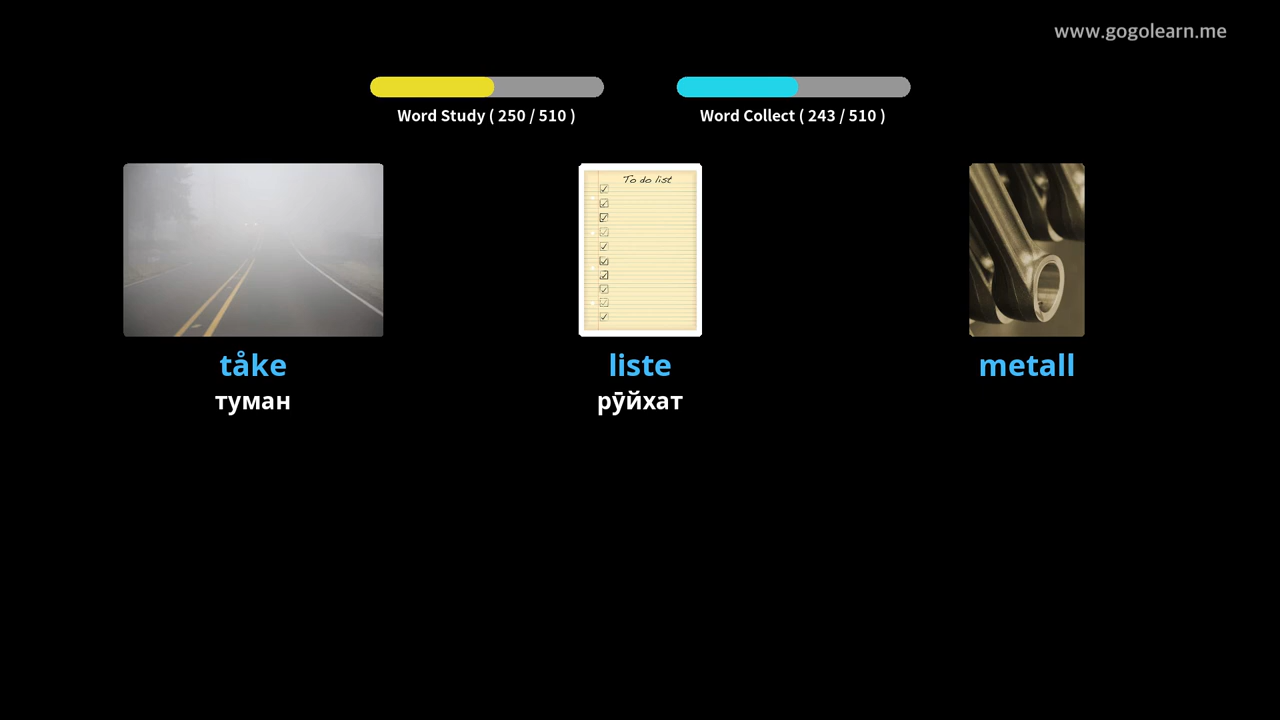 www.gogolearn.me
Word Study ( 250 / 510 )
Word Collect ( 243 / 510 )
To do list
tåke
liste
metall
туман
рӯйхат